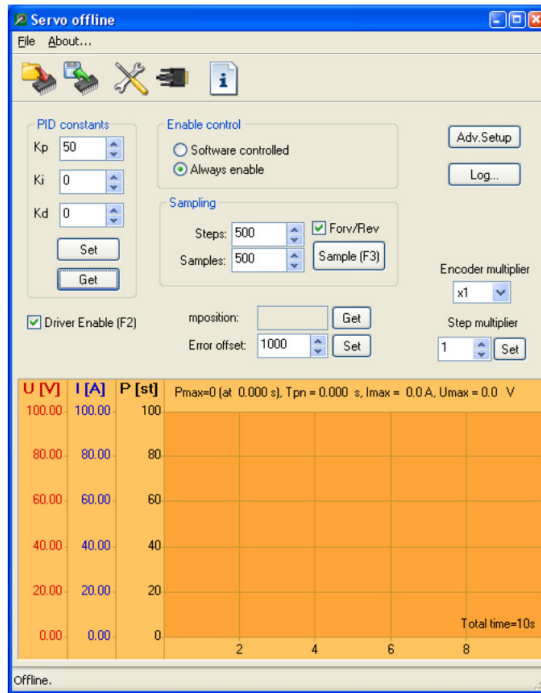 Servo offline
File About...
i
PID constants
Kp 50
Ki 0
Kd 0
Set
Get
Enable control
Software controlled
Always enable
Sampling
Steps: 500
Forv/Rev
Samples: 500
Sample (F3)
Adv.Setup
Log...
Encoder multiplier
x1
Driver Enable (F2)
mposition:
Get
Error offset: 1000
Set
Step multiplier
1
Set
U [V] I [A] P [st]
Pmax=0 (at 0.000 s), Tpn = 0.000 s, Imax = 0.0 A, Umax = 0.0 V
100.00 100.00 100
80.00 80.00 80
60.00 60.00 60
40.00 40.00 40
20.00 20.00 20
Total time=10s
0.00 0.00 0
2 4 6 8
Offline.